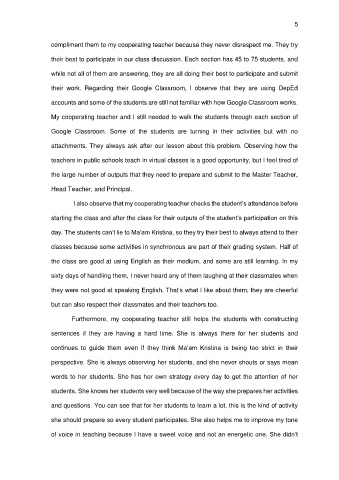 5
compliment them to my cooperating teacher because they never disrespect me. They try
their best to participate in our class discussion. Each section has 45 to 75 students, and
while not all of them are answering, they are all doing their best to participate and submit
their work. Regarding their Google Classroom, I observe that they are using DepEd
accounts and some of the students are still not familiar with how Google Classroom works.
My cooperating teacher and I still needed to walk the students through each section of
Google Classroom. Some of the students are turning in their activities but with no
attachments. They always ask after our lesson about this problem. Observing how the
teachers in public schools teach in virtual classes is a good opportunity, but I feel tired of
the large number of outputs that they need to prepare and submit to the Master Teacher,
Head Teacher, and Principal.
I also observe that my cooperating teacher checks the student's attendance before
starting the class and after the class for their outputs of the student's participation on this
day. The students can't lie to Ma'am Kristina, so they try their best to always attend to their
classes because some activities in synchronous are part of their grading system. Half of
the class are good at using English as their medium, and some are still learning. In my
sixty days of handling them, I never heard any of them laughing at their classmates when
they were not good at speaking English. That's what I like about them; they are cheerful
but can also respect their classmates and their teachers too.
Furthermore, my cooperating teacher still helps the students with constructing
sentences if they are having a hard time. She is always there for her students and
continues to guide them even if they think Ma'am Kristina is being too strict in their
perspective. She is always observing her students, and she never shouts or says mean
words to her students. She has her own strategy every day to get the attention of her
students. She knows her students very well because of the way she prepares her activities
and questions. You can see that for her students to learn a lot, this is the kind of activity
she should prepare so every student participates. She also helps me to improve my tone
of voice in teaching because I have a sweet voice and not an energetic one. She didn't